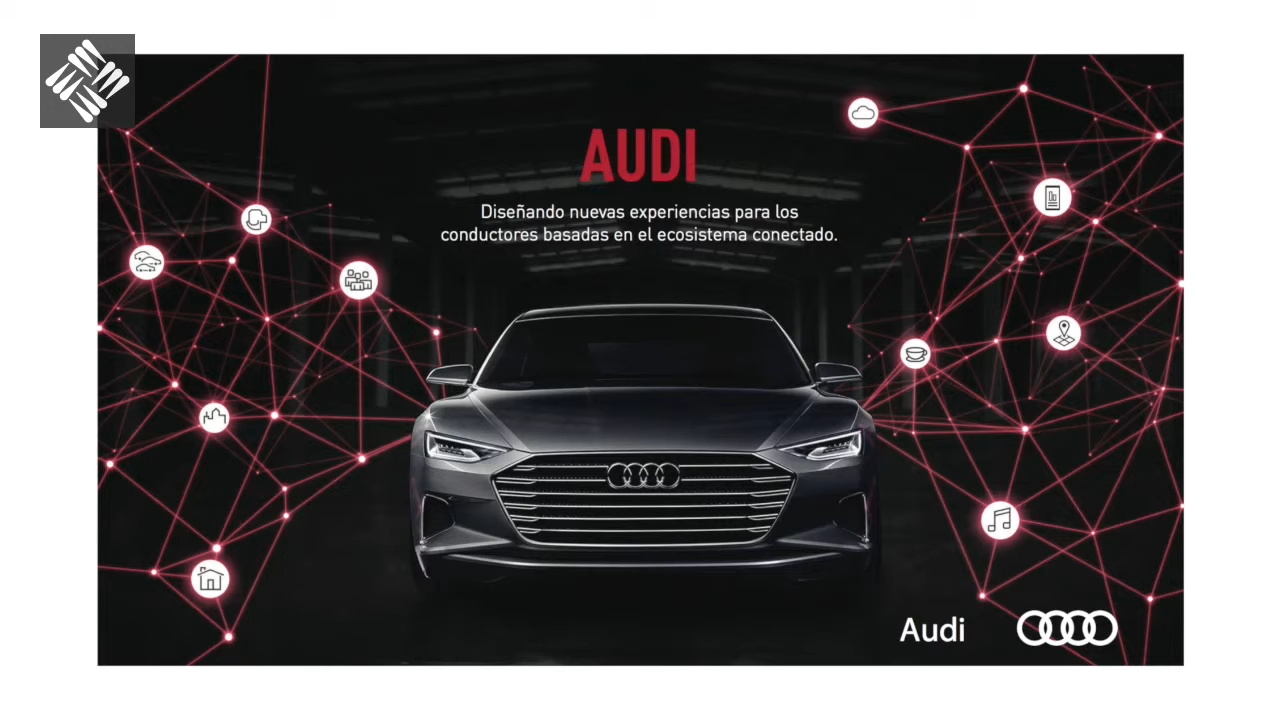 AUDI
Diseñando nuevas experiencias para los
conductores basadas en el ecosistema conectado.
Audi